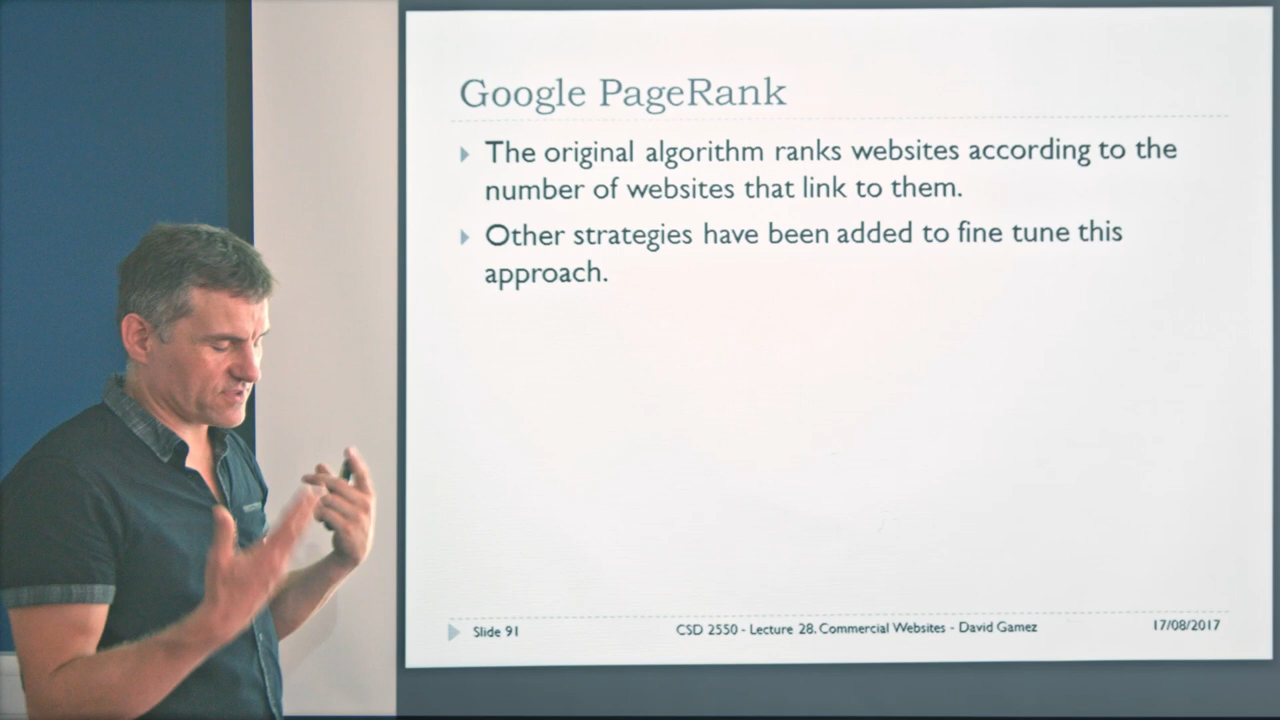 Google PageRank
The original algorithm ranks websites according to the
number of websites that link to them.
Other strategies have been added to fine tune this
approach.
Slide 91
CSD 2550 - Lecture 28. Commercial Websites - David Gamez
17/08/2017